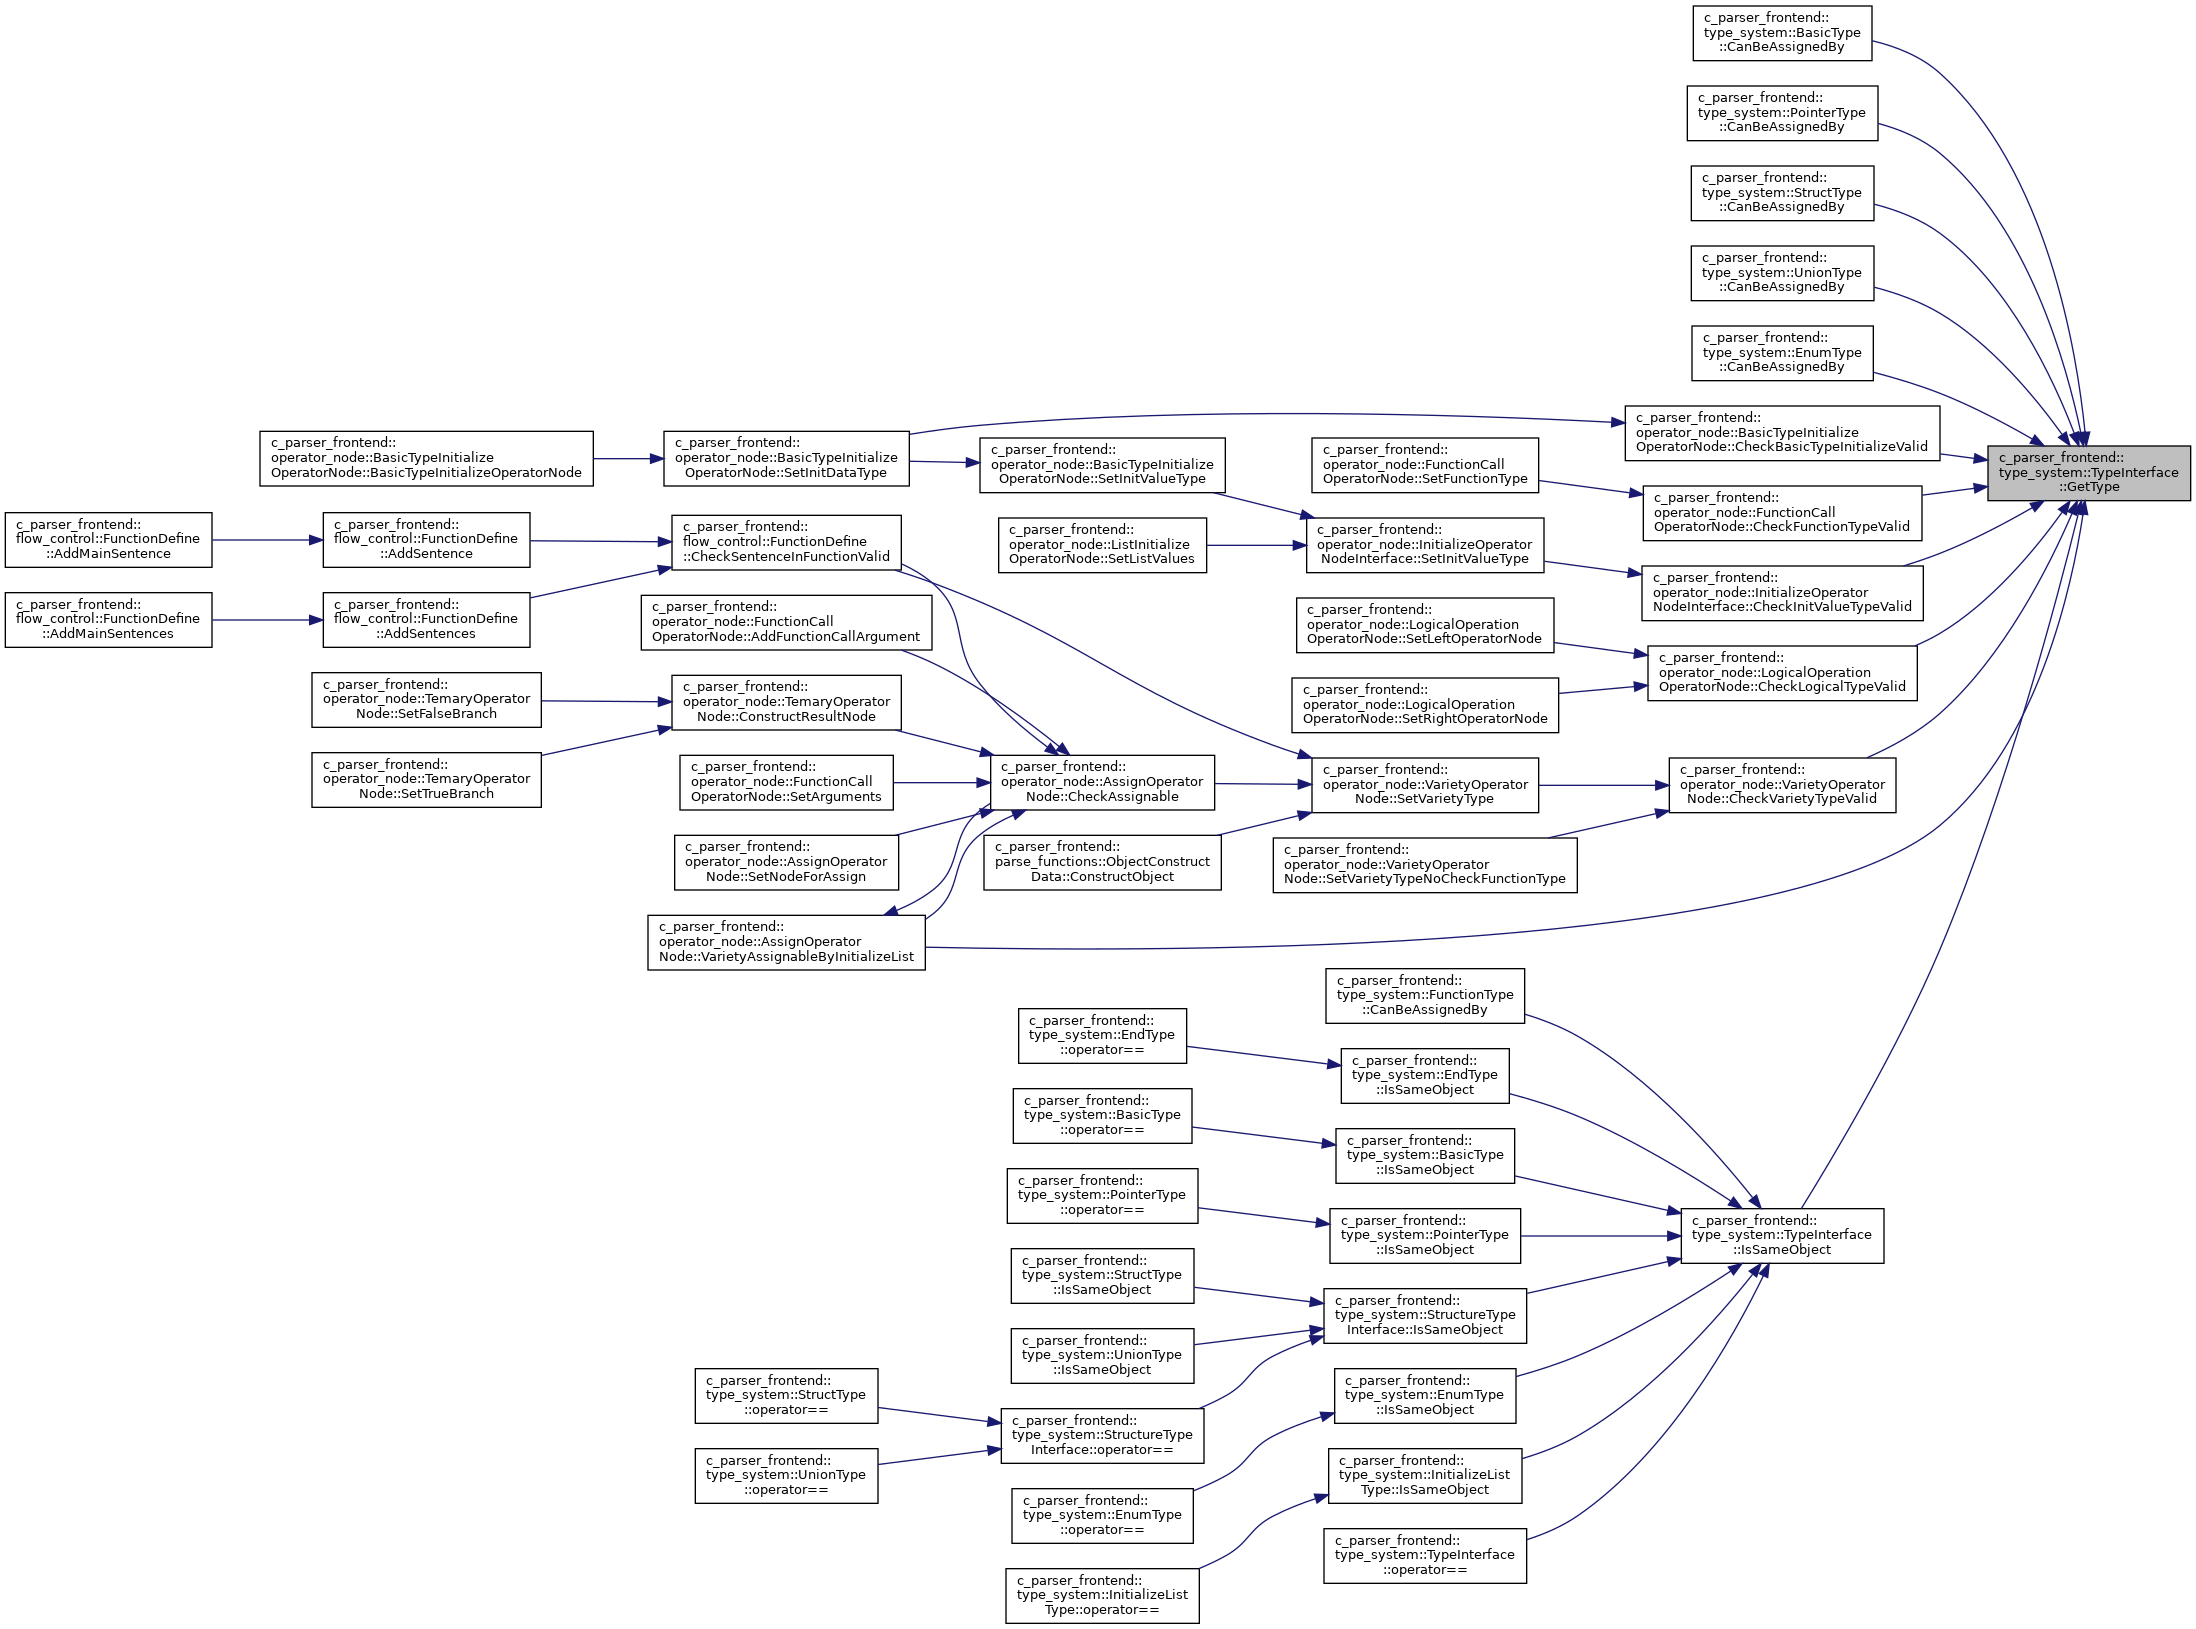 c_parser_frontend::
type_system::BasicType
::CanBeAssignedBy
c_parser_frontend::
type_system::PointerType
::CanBeAssignedBy
c_parser_frontend::
type_system::StructType
::CanBeAssignedBy
c_parser_frontend::
type_system::UnionType
::CanBeAssignedBy
c_parser_frontend::
type_system::EnumType
::CanBeAssignedBy
c_parser_frontend::
operator_node::BasicTypeInitialize
OperatorNode::CheckBasicTypeInitializeValid
c_parser_frontend::
type_system::TypeInterface
::GetType
c_parser_frontend::
operator_node::BasicTypeInitialize
OperatorNode::BasicTypeInitializeOperatorNode
c_parser_frontend::
operator_node::BasicTypeInitialize
OperatorNode::SetInitDataType
c_parser_frontend::
operator_node::BasicTypeInitialize
OperatorNode::SetInitValueType
c_parser_frontend::
operator_node::FunctionCall
OperatorNode::SetFunctionType
c_parser_frontend::
operator_node::FunctionCall
OperatorNode::CheckFunctionTypeValid
c_parser_frontend::
flow_control::FunctionDefine
::AddMainSentence
c_parser_frontend::
flow_control::FunctionDefine
::AddSentence
c_parser_frontend::
flow_control::FunctionDefine
::CheckSentenceInFunctionValid
c_parser_frontend::
operator_node::ListInitialize
OperatorNode::SetListValues
c_parser_frontend::
operator_node::InitializeOperator
NodeInterface::SetInitValueType
c_parser_frontend::
operator_node::InitializeOperator
NodeInterface::CheckInitValueTypeValid
c_parser_frontend::
flow_control::FunctionDefine
::AddMainSentences
c_parser_frontend::
flow_control::FunctionDefine
::AddSentences
c_parser_frontend::
operator_node::FunctionCall
OperatorNode::AddFunctionCallArgument
c_parser_frontend::
operator_node::LogicalOperation
OperatorNode::SetLeftOperatorNode
c_parser_frontend::
operator_node::LogicalOperation
OperatorNode::CheckLogicalTypeValid
c_parser_frontend::
operator_node::TemaryOperator
Node::SetFalseBranch
c_parser_frontend::
operator_node::TemaryOperator
Node::ConstructResultNode
c_parser_frontend::
operator_node::LogicalOperation
OperatorNode::SetRightOperatorNode
c_parser_frontend::
operator_node::TemaryOperator
Node::SetTrueBranch
c_parser_frontend::
operator_node::FunctionCall
OperatorNode::SetArguments
c_parser_frontend::
operator_node::AssignOperator
Node::CheckAssignable
c_parser_frontend::
operator_node::VarietyOperator
Node::SetVarietyType
c_parser_frontend::
operator_node::VarietyOperator
Node::CheckVarietyTypeValid
c_parser_frontend::
operator_node::AssignOperator
Node::SetNodeForAssign
c_parser_frontend::
parse_functions::ObjectConstruct
Data::ConstructObject
c_parser_frontend::
operator_node::VarietyOperator
Node::SetVarietyTypeNoCheckFunctionType
c_parser_frontend::
operator_node::AssignOperator
Node::VarietyAssignableByInitializeList
c_parser_frontend::
type_system::FunctionType
::CanBeAssignedBy
c_parser_frontend::
type_system::EndType
::operator==
c_parser_frontend::
type_system::EndType
::IsSameObject
c_parser_frontend::
type_system::BasicType
::operator==
c_parser_frontend::
type_system::BasicType
::IsSameObject
c_parser_frontend::
type_system::PointerType
::operator==
c_parser_frontend::
type_system::PointerType
::IsSameObject
c_parser_frontend::
type_system::TypeInterface
::IsSameObject
c_parser_frontend::
type_system::StructType
::IsSameObject
c_parser_frontend::
type_system::StructureType
Interface::IsSameObject
c_parser_frontend::
type_system::UnionType
::IsSameObject
c_parser_frontend::
type_system::StructType
::operator==
c_parser_frontend::
type_system::EnumType
::IsSameObject
c_parser_frontend::
type_system::StructureType
Interface::operator==
c_parser_frontend::
type_system::UnionType
::operator==
c_parser_frontend::
type_system::InitializeList
Type::IsSameObject
c_parser_frontend::
type_system::EnumType
::operator==
c_parser_frontend::
type_system::TypeInterface
::operator==
c_parser_frontend::
type_system::InitializeList
Type::operator==